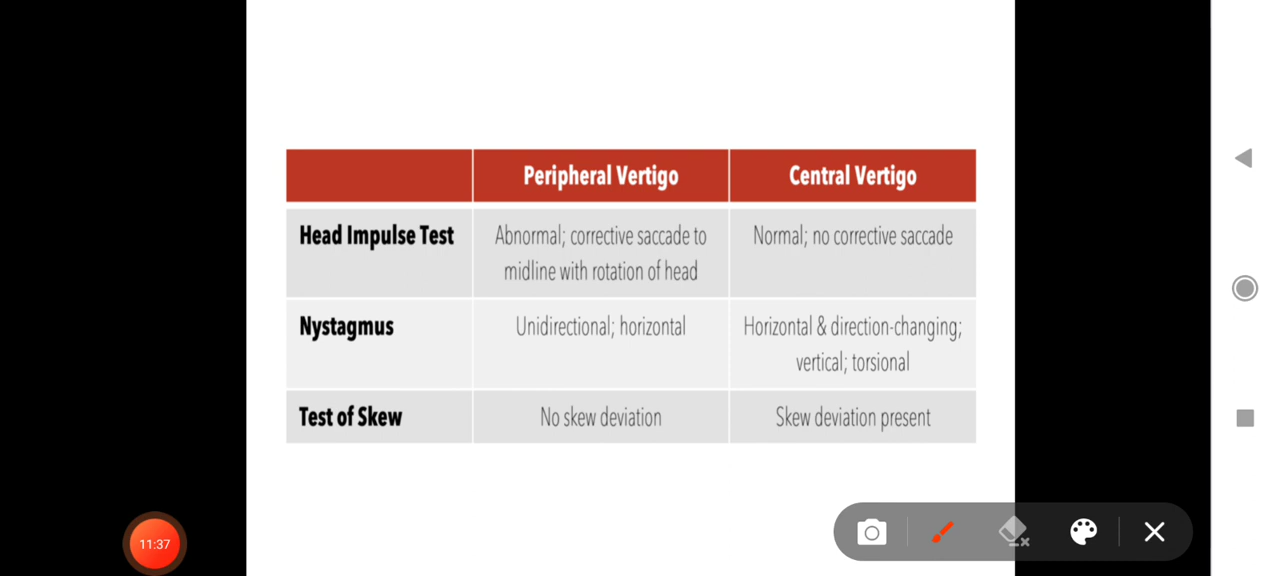 Peripheral Vertigo
Central Vertigo
Head Impulse Test
Abnormal; corrective saccade to
midline with rotation of head
Normal; no corrective saccade
Nystagmus
Unidirectional; horizontal
Horizontal & direction-changing;
vertical; torsional
Test of Skew
No skew deviation
Skew deviation present
11:37